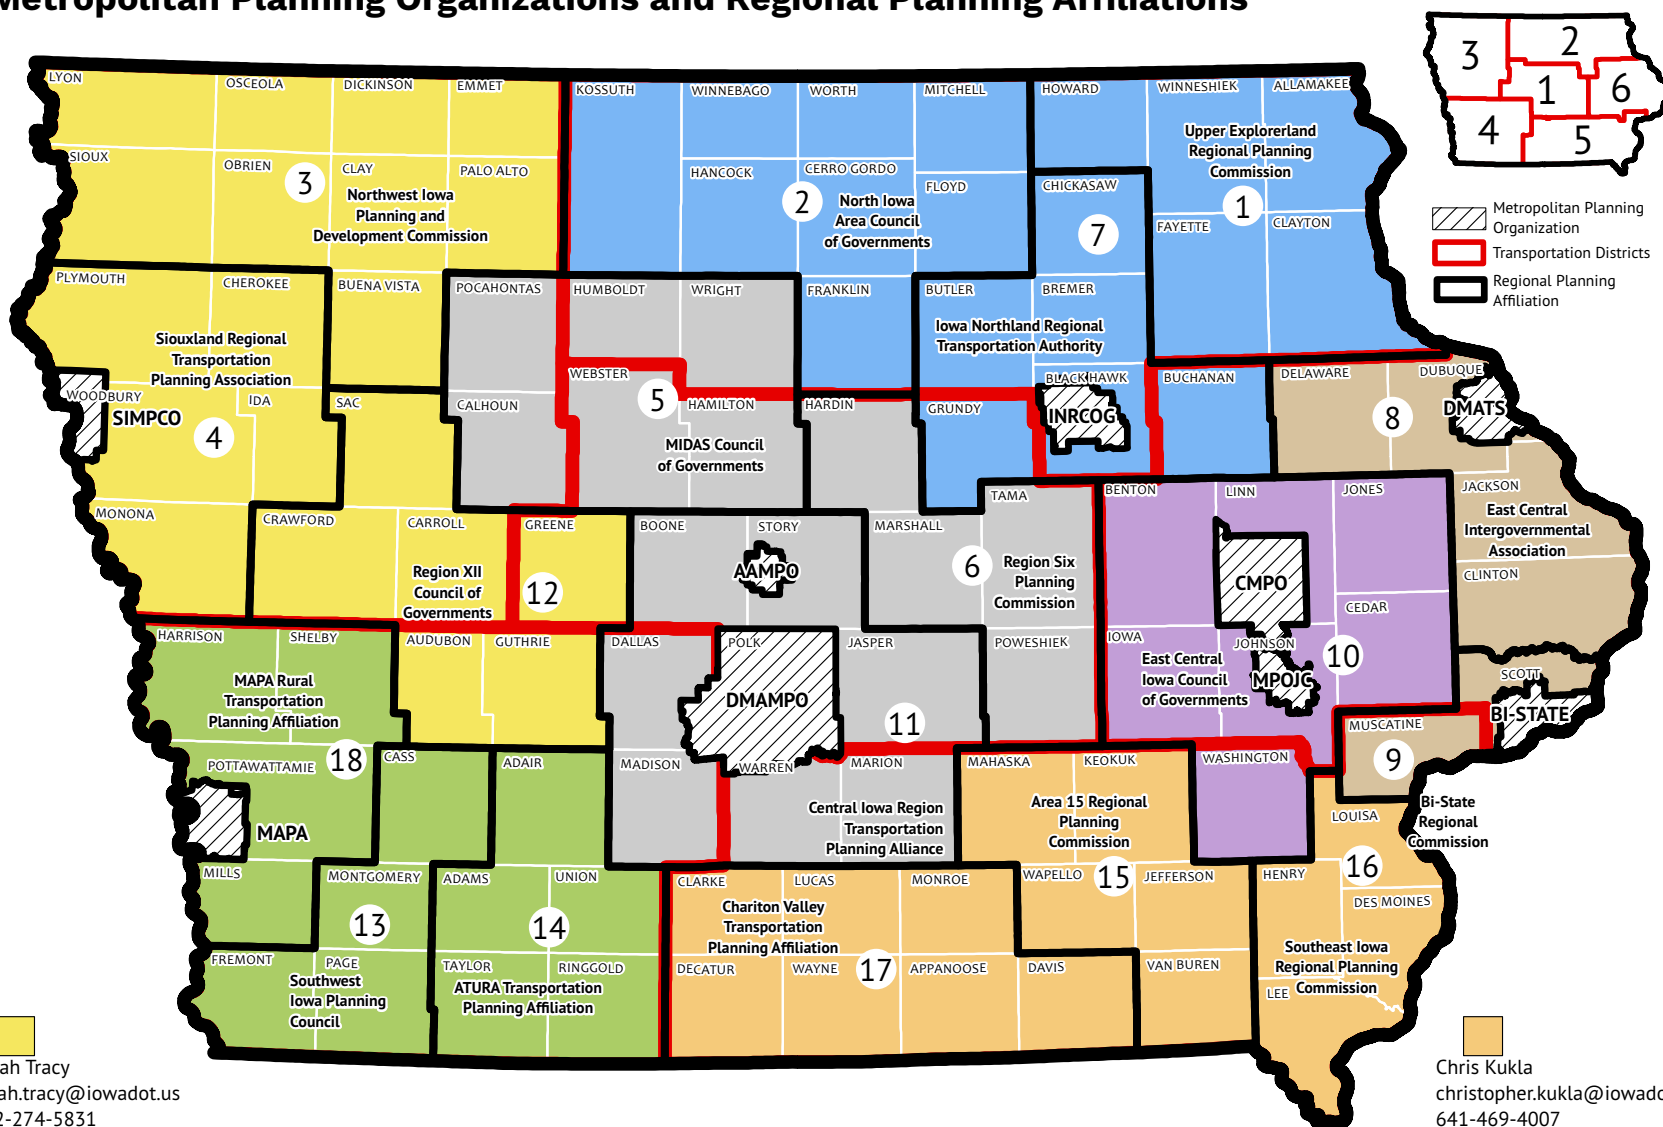 Metropolitan Planning Organizations and Regional Planning Affiliations
3
2
1
6
4
5
Metropolitan Planning
Organization
Transportation Districts
Regional Planning
Affiliation
LYON
OSCEOLA
DICKINSON
EMMET
KOSSUTH
WINNEBAGO
WORTH
MITCHELL
HOWARD
WINNESHIEK
ALLAMAKEE
SIOUX
OBRIEN
CLAY
PALO ALTO
HANCOCK
CERRO GORDO
FLOYD
CHICKASAW
FAYETTE
CLAYTON
3
Northwest Iowa
Planning and
Development Commission
2
North Iowa
Area Council
of Governments
7
Upper Explorerland
Regional Planning
Commission
1
PLYMOUTH
CHEROKEE
BUENA VISTA
POCAHONTAS
HUMBOLDT
WRIGHT
FRANKLIN
BUTLER
BREMER
Siouxland Regional
Transportation
Planning Association
Iowa Northland Regional
Transportation Authority
WOODBURY
IDA
SAC
CALHOUN
WEBSTER
HAMILTON
HARDIN
GRUNDY
BLACK HAWK
BUCHANAN
DELAWARE
DUBUQUE
SIMPCO
4
5
MIDAS Council
of Governments
INRCOG
8
DMATS
MONONA
CRAWFORD
CARROLL
GREENE
BOONE
STORY
MARSHALL
TAMA
BENTON
LINN
JONES
JACKSON
East Central
Intergovernmental
Association
CLINTON
Region XII
Council of
Governments
12
AAMPO
6
Region Six
Planning
Commission
CMPO
CEDAR
HARRISON
SHELBY
AUDUBON
GUTHRIE
DALLAS
POLK
JASPER
POWESHIEK
IOWA
JOHNSON
10
SCOTT
MAPA Rural
Transportation
Planning Affiliation
DMAMPO
11
East Central
Iowa Council
of Governments
MPOJC
BI-STATE
18
POTTAWATTAMIE
CASS
ADAIR
MADISON
WARREN
MARION
MAHASKA
KEOKUK
WASHINGTON
MUSCATINE
9
MAPA
Central Iowa Region
Transportation
Planning Alliance
Area 15 Regional
Planning
Commission
LOUISA
Bi-State
Regional
Commission
MILLS
MONTGOMERY
ADAMS
UNION
CLARKE
LUCAS
MONROE
WAPELLO
15
JEFFERSON
HENRY
16
DES MOINES
13
14
Chariton Valley
Transportation
Planning Affiliation
17
Southeast Iowa
Regional Planning
Commission
FREMONT
PAGE
TAYLOR
RINGGOLD
DECATUR
WAYNE
APPANOOSE
DAVIS
VAN BUREN
LEE
Southwest
Iowa Planning
Council
ATURA Transportation
Planning Affiliation
ah Tracy
ah.tracy@iowadot.us
2-274-5831
Chris Kukla
christopher.kukla@iowado
641-469-4007